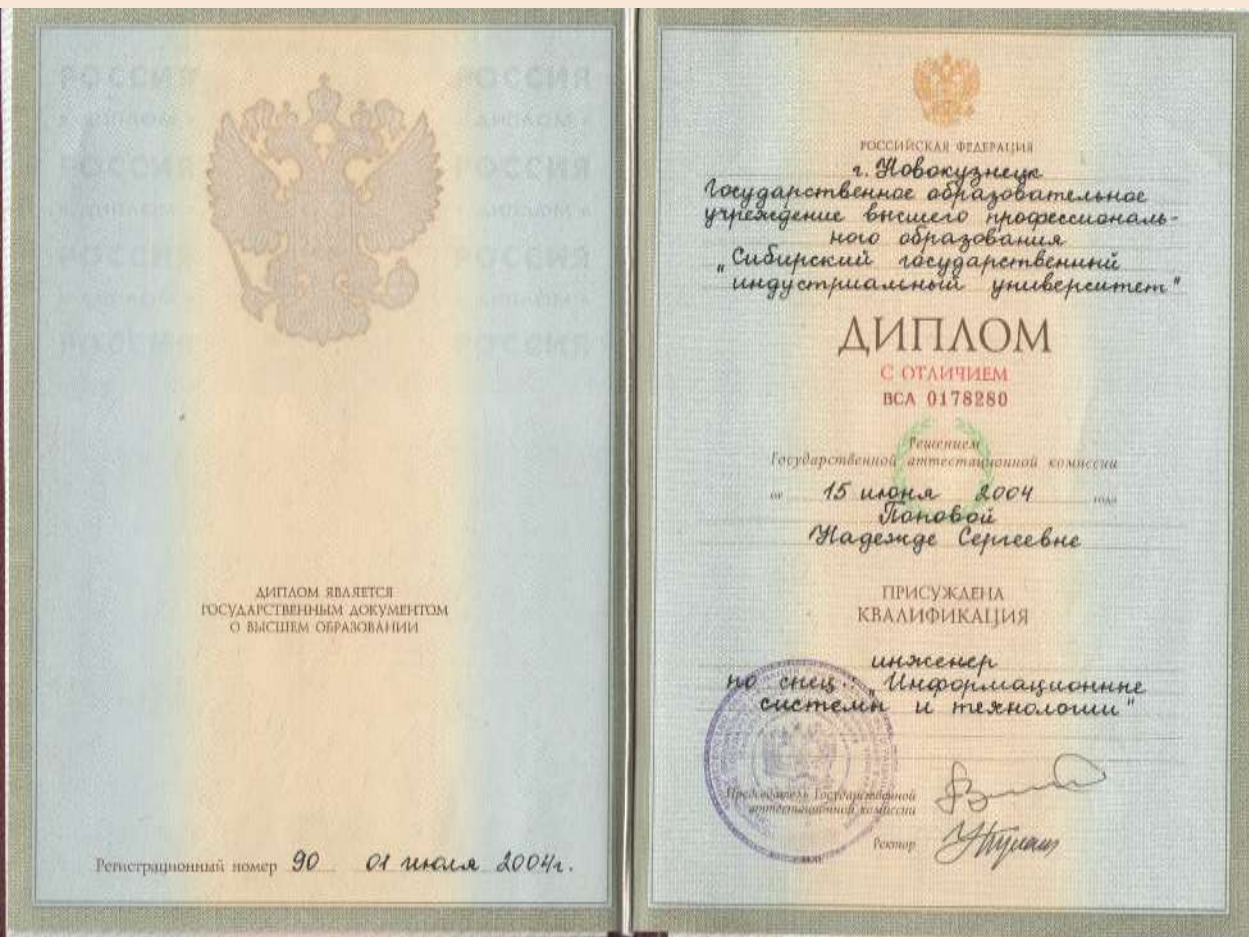 ДИПЛОМ ЯВЛЯЕТСЯ
ГОСУДАРСТВЕННЫМ ДОКУМЕНТОМ
О ВЫСШЕМ ОБРАЗОВАНИИ
Регистрационный номер 90 01 июля 2004г.
РОССИЙСКАЯ ФЕДЕРАЦИЯ
г. Новокузнецк
Государственное образовательное
учреждение высшего профессиональ-
ного образования
"Сибирский государственный
индустриальный университет"
ДИПЛОМ
С ОТЛИЧИЕМ
ВСА 0178280
Решением
Государственной аттестационной комиссии
от 15 июня 2004 года
Поповой
Надежде Сергеевне
ПРИСУЖДЕНА
КВАЛИФИКАЦИЯ
инженер
по спец.: "Информационные
системы и технологии"
Председатель Государственной
аттестационной комиссии
Ректор